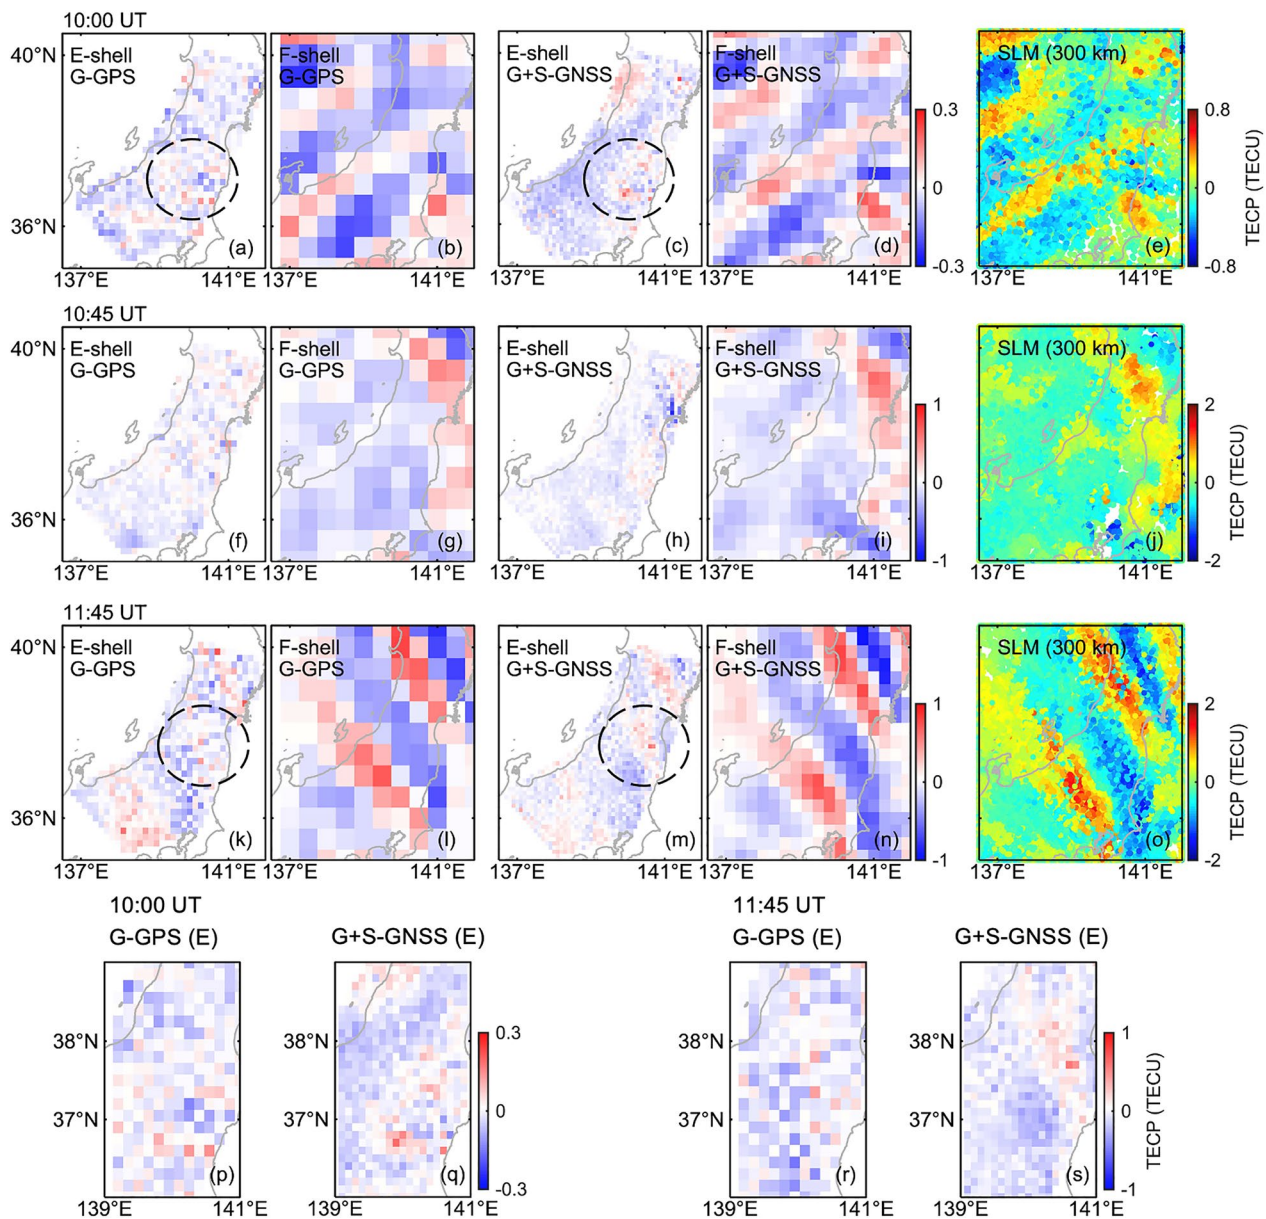 10:00 UT
40°N
36°N
E-shell
G-GPS
(a)
F-shell
G-GPS
(b)
E-shell
G+S-GNSS
(c)
F-shell
G+S-GNSS
(d)
0.3
0
-0.3
SLM (300 km)
(e)
0.8
0
-0.8
TECP (TECU)
137°E 141°E 137°E 141°E 137°E 141°E 137°E 141°E 137°E 141°E
10:45 UT
40°N
36°N
E-shell
G-GPS
(f)
F-shell
G-GPS
(g)
E-shell
G+S-GNSS
(h)
F-shell
G+S-GNSS
(i)
1
0
-1
SLM (300 km)
(j)
2
0
-2
TECP (TECU)
137°E 141°E 137°E 141°E 137°E 141°E 137°E 141°E 137°E 141°E
11:45 UT
40°N
36°N
E-shell
G-GPS
(k)
F-shell
G-GPS
(l)
E-shell
G+S-GNSS
(m)
F-shell
G+S-GNSS
(n)
1
0
-1
SLM (300 km)
(o)
2
0
-2
TECP (TECU)
137°E 141°E 137°E 141°E 137°E 141°E 137°E 141°E 137°E 141°E
10:00 UT
G-GPS (E)
38°N
37°N
(p)
139°E 141°E
G+S-GNSS (E)
38°N
37°N
(q)
139°E 141°E
0.3
0
-0.3
11:45 UT
G-GPS (E)
38°N
37°N
(r)
139°E 141°E
G+S-GNSS (E)
38°N
37°N
(s)
139°E 141°E
1
0
-1
TECP (TECU)